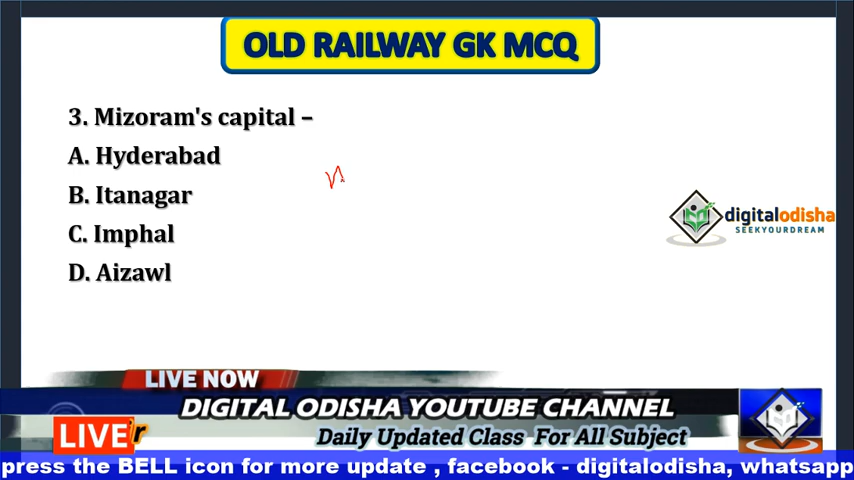 OLD RAILWAY GK MCQ
3. Mizoram's capital –
A. Hyderabad
B. Itanagar
C. Imphal
D. Aizawl
digitalodisha
SEEKYOURDREAM
LIVE NOW
DIGITAL ODISHA YOUTUBE CHANNEL
LIVE
Daily Updated Class For All Subject
press the BELL icon for more update , facebook - digitalodisha, whatsapp